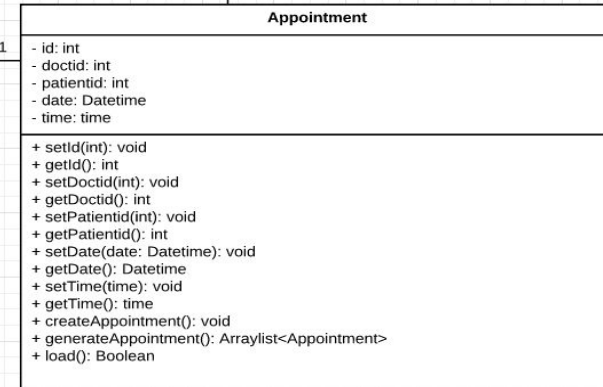 Appointment
1
- id: int
- doctid: int
- patientid: int
- date: Datetime
- time: time
+ setId(int): void
+ getId(): int
+ setDoctid(int): void
+ getDoctid(): int
+ setPatientid(int): void
+ getPatientid(): int
+ setDate(date: Datetime): void
+ getDate(): Datetime
+ setTime(time): void
+ getTime(): time
+ createAppointment(): void
+ generateAppointment(): Arraylist<Appointment>
+ load(): Boolean